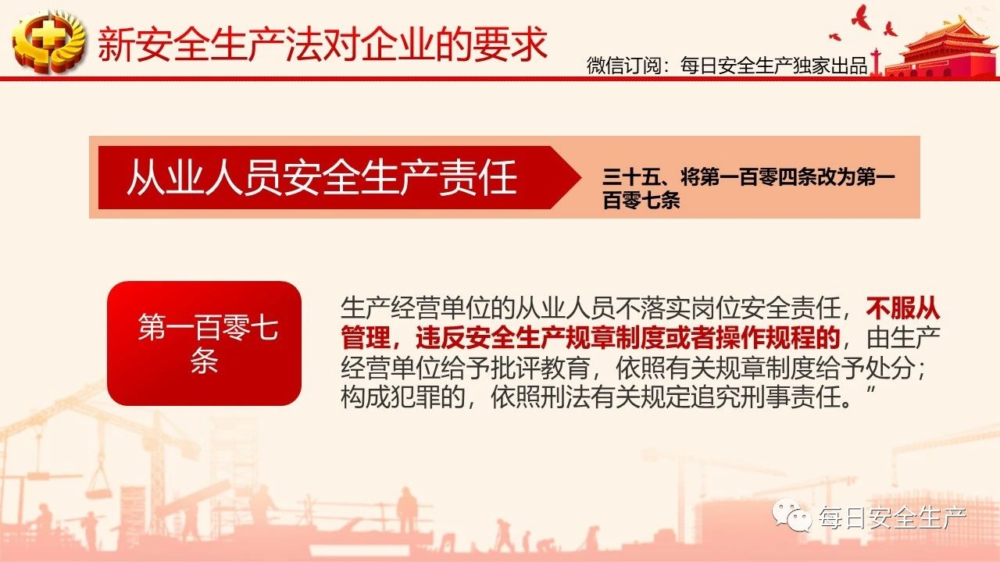 新安全生产法对企业的要求
微信订阅：每日安全生产独家出品
从业人员安全生产责任
三十五、将第一百零四条改为第一
百零七条
第一百零七
条
生产经营单位的从业人员不落实岗位安全责任，不服从
管理，违反安全生产规章制度或者操作规程的，由生产
经营单位给予批评教育，依照有关规章制度给予处分；
构成犯罪的，依照刑法有关规定追究刑事责任。”
每日安全生产